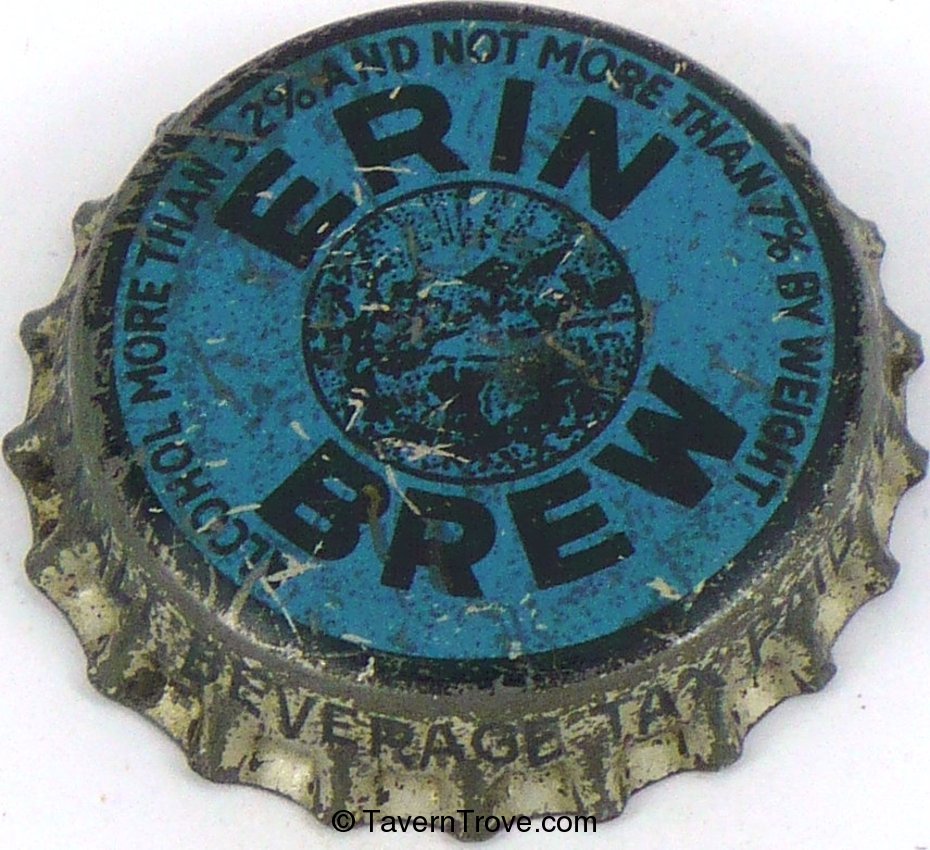 ALCOHOL MORE THAN 3.2% AND NOT MORE THAN 7% BY WEIGHT
ERIN
BREW
BEVERAGE TAX
© TavernTrove.com